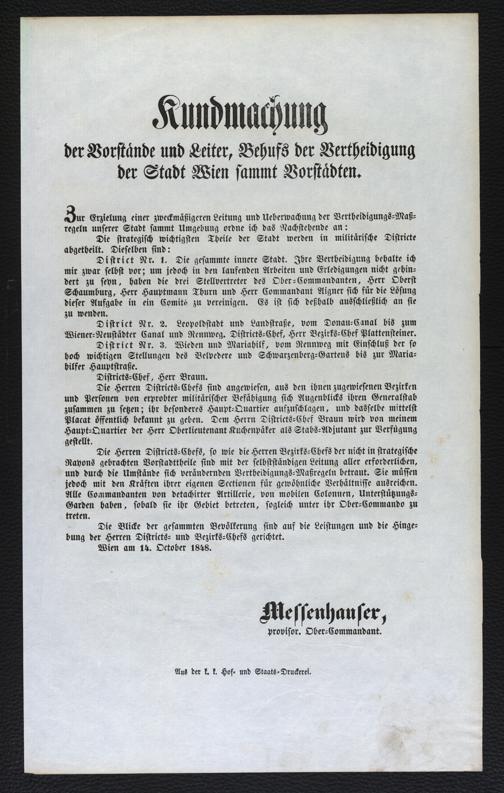 Kundmachung
der Vorstände und Leiter, Behufs der Vertheidigung
der Stadt Wien sammt Vorstädten.
Zur Erzielung einer zweckmäßigeren Leitung und Ueberwachung der Vertheidigungs-Maß-
regeln unserer Stadt sammt Umgebung ordne ich das Nachstehende an:
Die strategisch wichtigsten Theile der Stadt werden in militärische Districte
abgetheilt. Dieselben sind:
District Nr. 1. Die gesammte innere Stadt. Ihre Vertheidigung behalte ich
mir zwar selbst vor; um jedoch in den laufenden Arbeiten und Erledigungen nicht gehin-
dert zu seyn, haben die drei Stellvertreter des Ober-Commandanten, Herr Oberst
Schaumburg, Herr Hauptmann Thurn und Herr Commandant Aigner sich für die Lösung
dieser Aufgabe in ein Comité zu vereinigen. Es ist sich deßhalb ausschließlich an sie
zu wenden.
District Nr. 2. Leopoldstadt und Landstraße, vom Donau-Canal bis zum
Wiener-Neustädter Canal und Rennweg. Districts-Chef, Herr Bezirks-Chef Plattensteiner.
District Nr. 3. Wieden und Mariahilf, vom Rennweg mit Einschluß der so
hoch wichtigen Stellungen des Belvedere und Schwarzenberg-Gartens bis zur Maria-
hilfer Hauptstraße.
Districts-Chef, Herr Braun.
Die Herren Districts-Chefs sind angewiesen, aus den ihnen zugewiesenen Bezirken
und Personen von erprobter militärischer Befähigung sich Augenblicks ihren Generalstab
zusammen zu setzen; ihr besonderes Haupt-Quartier aufzuschlagen, und dasselbe mittelst
Placat öffentlich bekannt zu geben. Dem Herrn Districts-Chef Braun wird von meinem
Haupt-Quartier der Herr Oberlieutenant Kuchenpäker als Stabs-Adjutant zur Verfügung
gestellt.
Die Herren Districts-Chefs, so wie die Herren Bezirks-Chefs der nicht in strategische
Rayons gebrachten Vorstadttheile sind mit der selbstständigen Leitung aller erforderlichen,
und durch die Umstände sich verändernden Vertheidigungs-Maßregeln betraut. Sie müssen
jedoch mit den Kräften ihrer eigenen Sectionen für gewöhnliche Verhältnisse ausreichen.
Alle Commandanten von detachirter Artillerie, von mobilen Colonnen, Unterstützungs-
Garden haben, sobald sie ihr Gebiet betreten, sogleich unter ihr Ober-Commando zu
treten.
Die Blicke der gesammten Bevölkerung sind auf die Leistungen und die Hinge-
bung der Herren Districts- und Bezirks-Chefs gerichtet.
Wien am 14. October 1848.
Messenhauser,
provisor. Ober-Commandant.
Aus der k. k. Hof- und Staats-Druckerei.